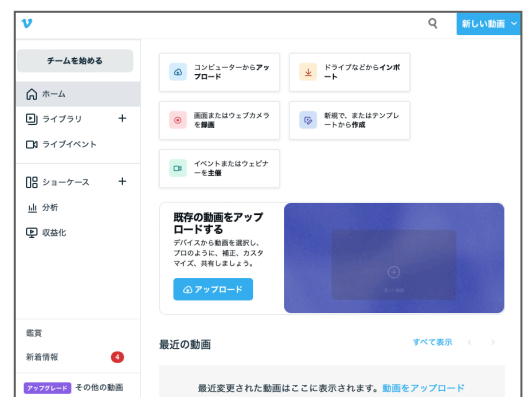 新しい動画
チームを始める
ホーム
ライブラリ
ライブイベント
ショーケース
分析
収益化
鑑賞
新着情報
4
アップグレード その他の動画
コンピューターからアッ
プロード
ドライブなどからインポ
ート
画面またはウェブカメラ
を録画
新規で、またはテンプレ
ートから作成
イベントまたはウェビナ
ーを主催
既存の動画をアップ
ロードする
デバイスから動画を選択し、
プロのように、補正、カスタ
マイズ、共有しましょう。
アップロード
最近の動画
すべて表示
最近変更された動画はここに表示されます。動画をアップロード